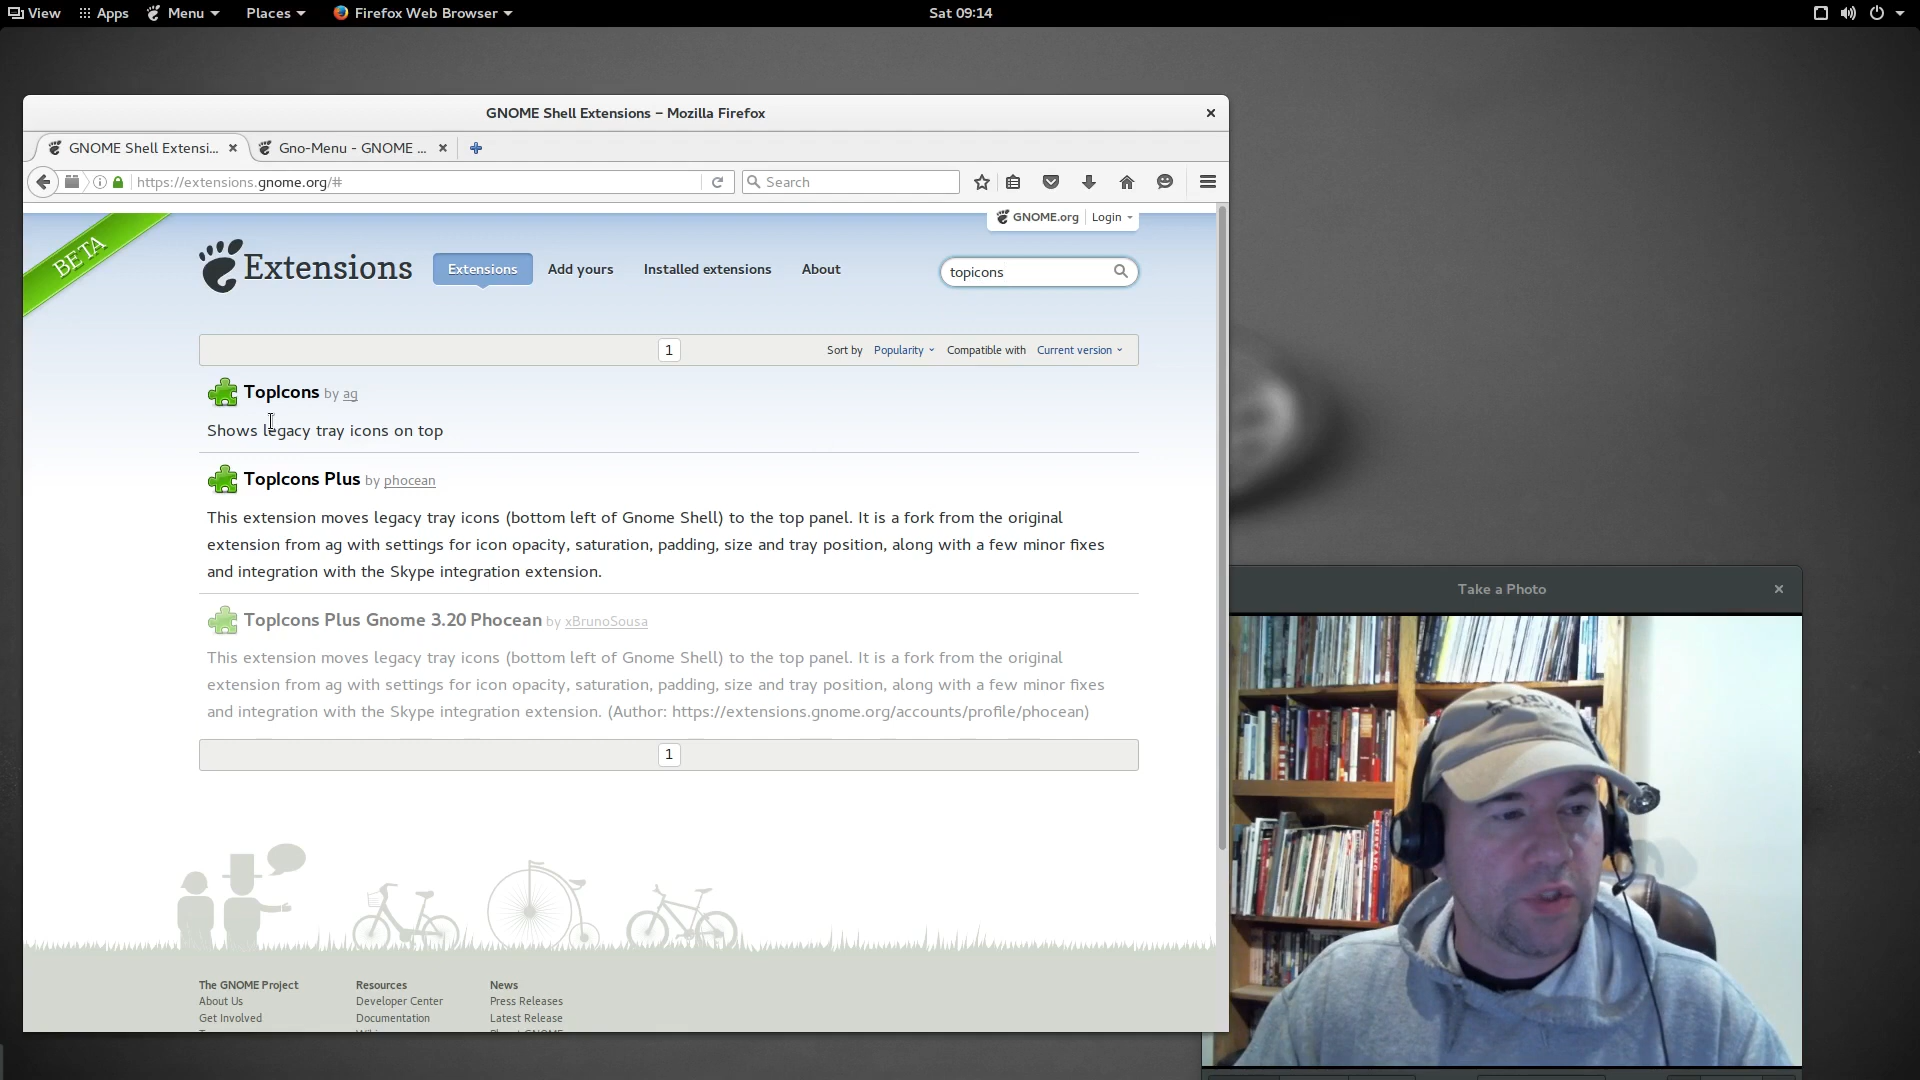 View Apps Menu Places Firefox Web Browser Sat 09:14
GNOME Shell Extensions – Mozilla Firefox
GNOME Shell Extensi... Gno-Menu - GNOME ...
https://extensions.gnome.org/# Search
GNOME.org Login
BETA
Extensions Extensions Add yours Installed extensions About topicons
1 Sort by Popularity Compatible with Current version
TopIcons by ag
Shows legacy tray icons on top
TopIcons Plus by phocean
This extension moves legacy tray icons (bottom left of Gnome Shell) to the top panel. It is a fork from the original
extension from ag with settings for icon opacity, saturation, padding, size and tray position, along with a few minor fixes
and integration with the Skype integration extension.
Take a Photo
TopIcons Plus Gnome 3.20 Phocean by xBrunoSousa
This extension moves legacy tray icons (bottom left of Gnome Shell) to the top panel. It is a fork from the original
extension from ag with settings for icon opacity, saturation, padding, size and tray position, along with a few minor fixes
and integration with the Skype integration extension. (Author: https://extensions.gnome.org/accounts/profile/phocean)
1
The GNOME Project Resources News
About Us Developer Center Press Releases
Get Involved Documentation Latest Release